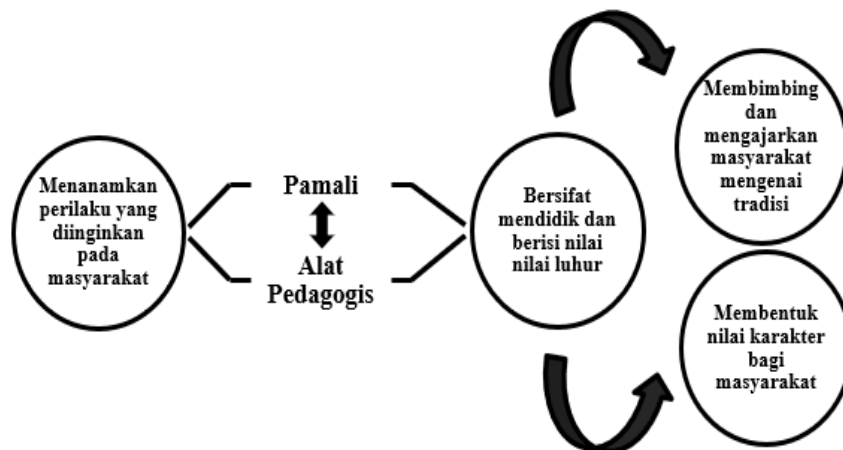 Menanamkan
perilaku yang
diinginkan
pada
masyarakat
Pamali
Alat
Pedagogis
Bersifat
mendidik dan
berisi nilai
nilai luhur
Membimbing
dan
mengajarkan
masyarakat
mengenai
tradisi
Membentuk
nilai karakter
bagi
masyarakat